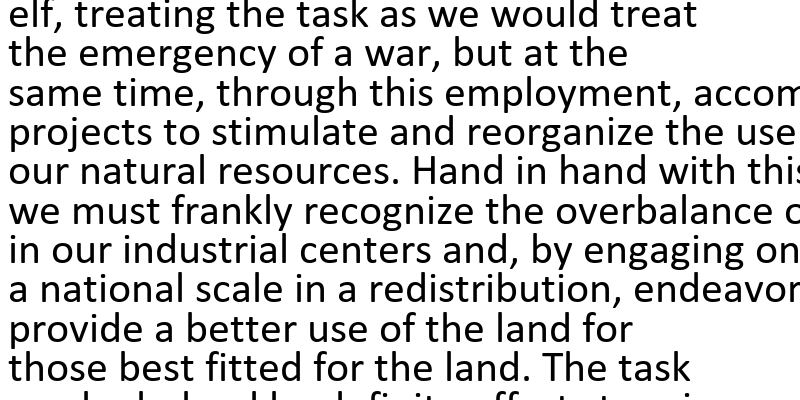 elf, treating the task as we would treat
the emergency of a war, but at the
same time, through this employment, accom
projects to stimulate and reorganize the use
our natural resources. Hand in hand with this
we must frankly recognize the overbalance o
in our industrial centers and, by engaging on
a national scale in a redistribution, endeavor
provide a better use of the land for
those best fitted for the land. The task